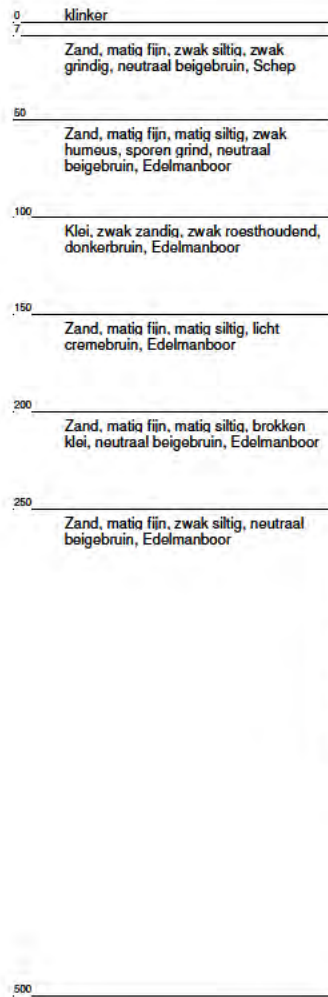 0 klinker
7
Zand, matig fijn, zwak siltig, zwak
grindig, neutraal beigebruin, Schep
50
Zand, matig fijn, matig siltig, zwak
humeus, sporen grind, neutraal
beigebruin, Edelmanboor
100
Klei, zwak zandig, zwak roesthoudend,
donkerbruin, Edelmanboor
150
Zand, matig fijn, matig siltig, licht
cremebruin, Edelmanboor
200
Zand, matig fijn, matig siltig, brokken
klei, neutraal beigebruin, Edelmanboor
250
Zand, matig fijn, zwak siltig, neutraal
beigebruin, Edelmanboor
500